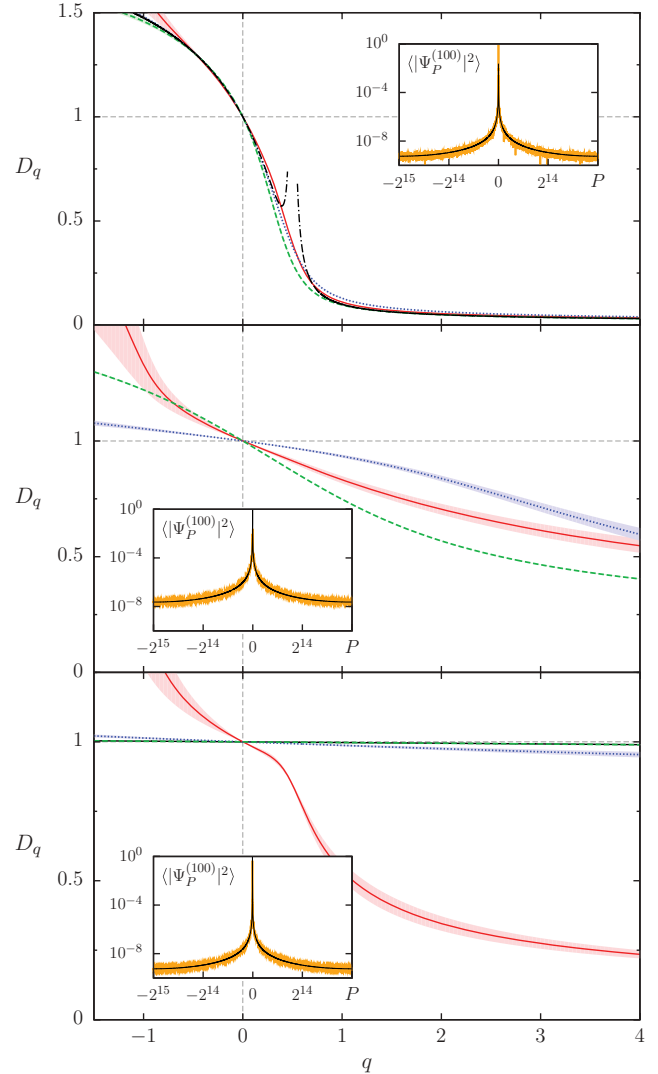 1.5
1
D_q
0.5
0
10^0
⟨|Ψ_P^{(100)}|^2⟩
10^{-4}
10^{-8}
-2^{15} -2^{14} 0 2^{14} P
1
D_q
0.5
0
10^0
⟨|Ψ_P^{(100)}|^2⟩
10^{-4}
10^{-8}
-2^{15} -2^{14} 0 2^{14} P
1
D_q
0.5
0
10^0
⟨|Ψ_P^{(100)}|^2⟩
10^{-4}
10^{-8}
-2^{15} -2^{14} 0 2^{14} P
-1 0 1 2 3 4
q